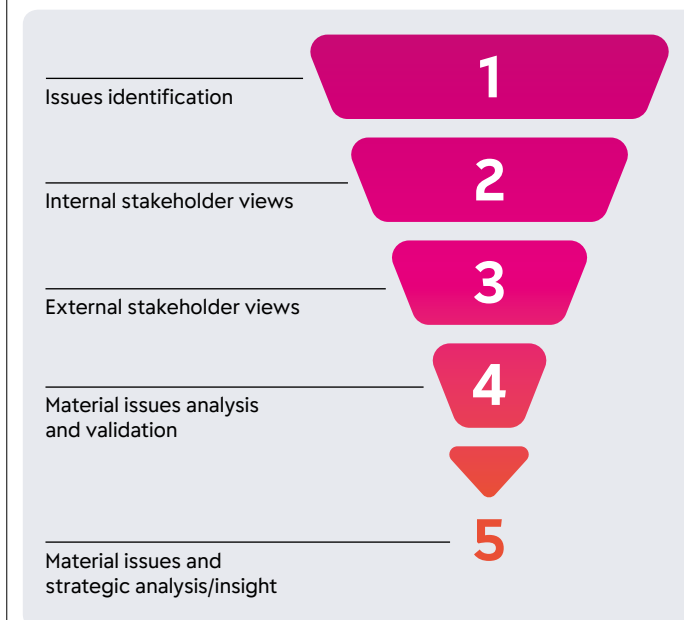 1
Issues identification
2
Internal stakeholder views
3
External stakeholder views
4
Material issues analysis
and validation
5
Material issues and
strategic analysis/insight